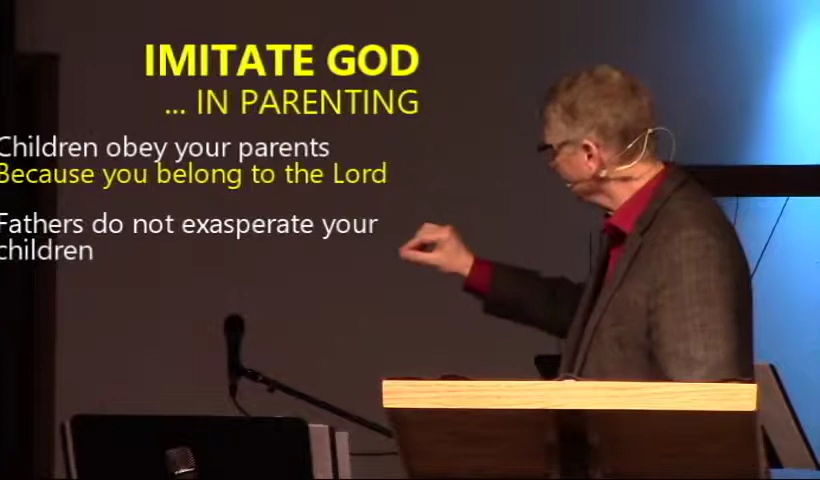 IMITATE GOD
... IN PARENTING
Children obey your parents
Because you belong to the Lord
Fathers do not exasperate your
children